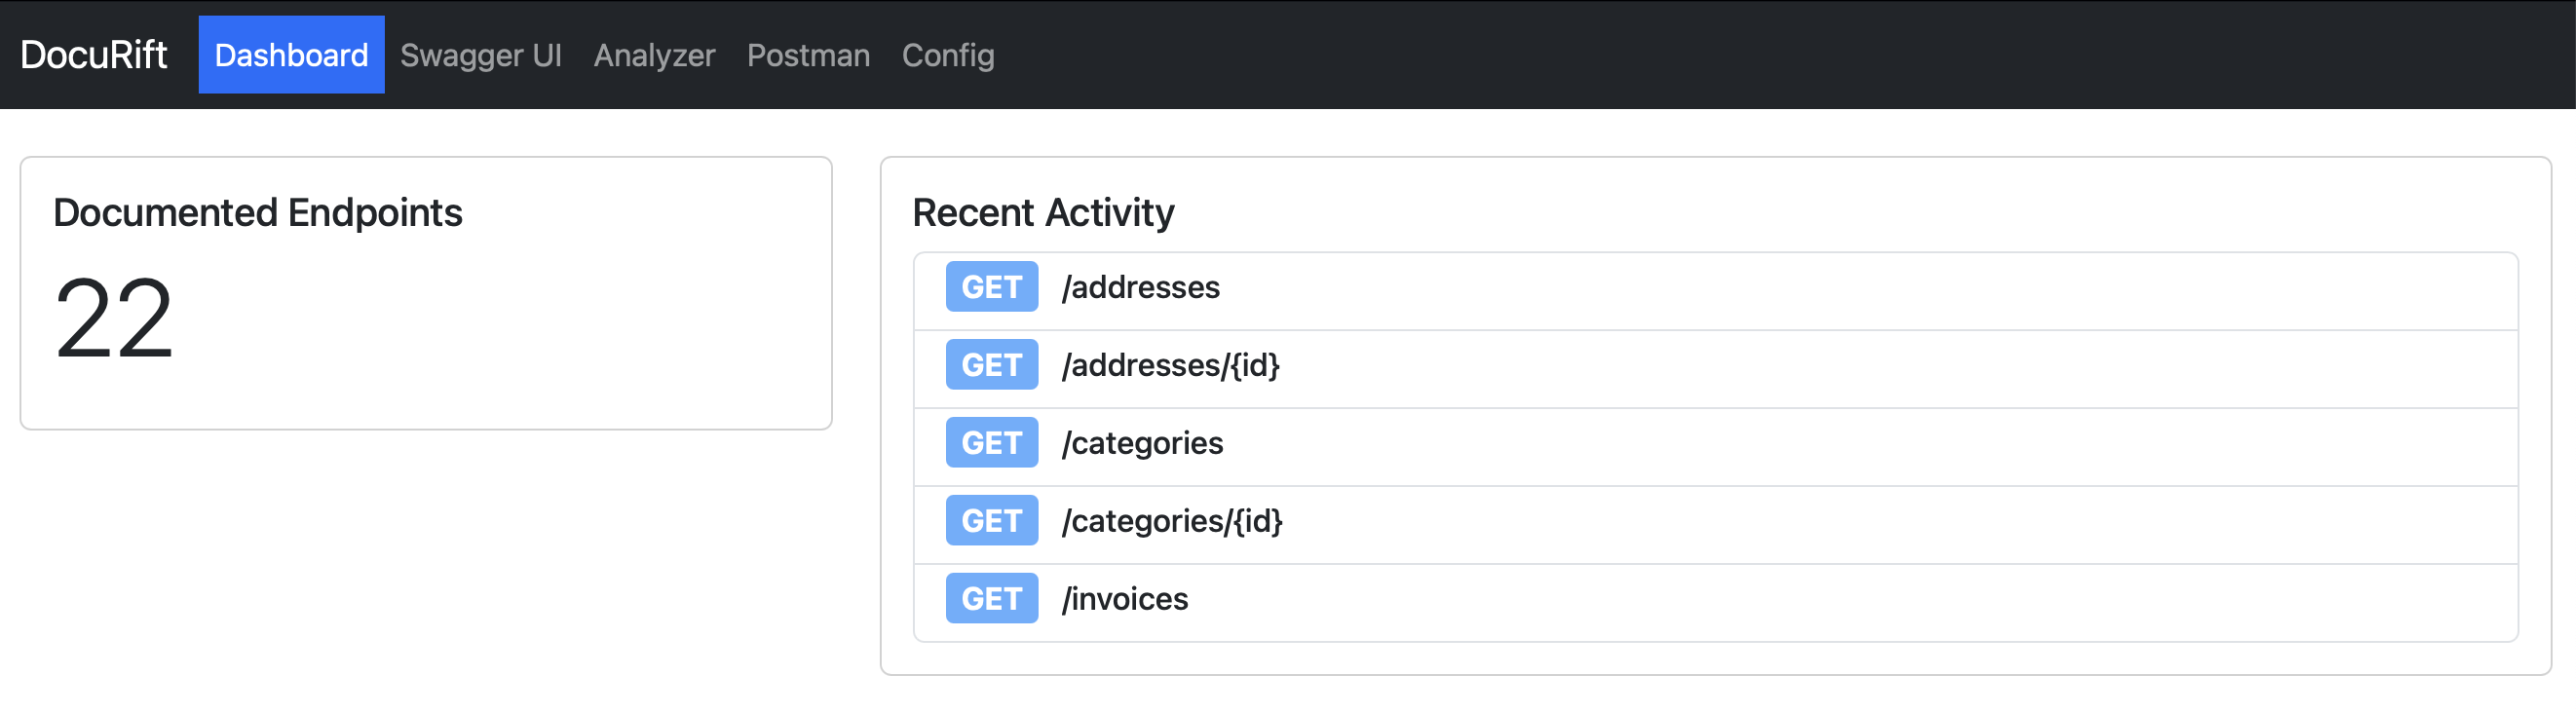 DocuRift Dashboard Swagger UI Analyzer Postman Config
Documented Endpoints
22
Recent Activity
GET /addresses
GET /addresses/{id}
GET /categories
GET /categories/{id}
GET /invoices